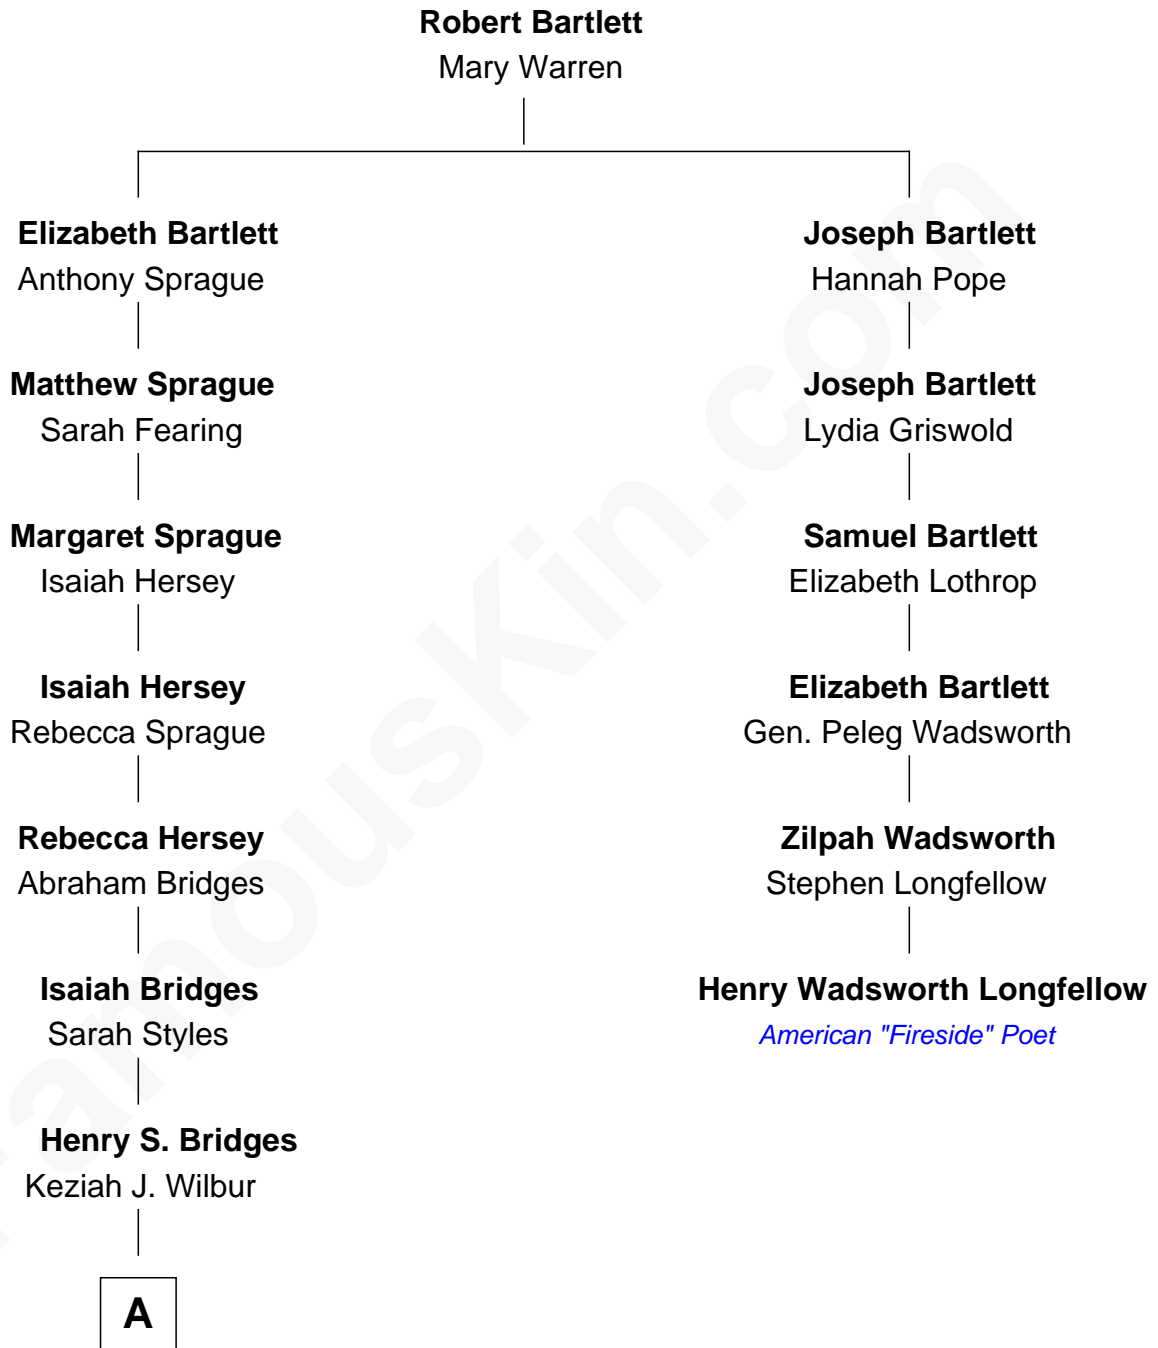 Robert Bartlett
Mary Warren
Elizabeth Bartlett
Anthony Sprague
Joseph Bartlett
Hannah Pope
Matthew Sprague
Sarah Fearing
Joseph Bartlett
Lydia Griswold
Margaret Sprague
Isaiah Hersey
Samuel Bartlett
Elizabeth Lothrop
Isaiah Hersey
Rebecca Sprague
Elizabeth Bartlett
Gen. Peleg Wadsworth
Rebecca Hersey
Abraham Bridges
Zilpah Wadsworth
Stephen Longfellow
Isaiah Bridges
Sarah Styles
Henry Wadsworth Longfellow
American "Fireside" Poet
Henry S. Bridges
Keziah J. Wilbur
A
FamousKin.com